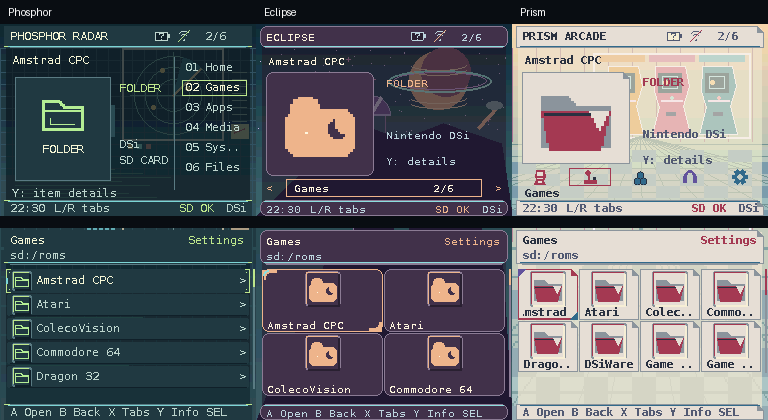 Phosphor
PHOSPHOR RADAR 2/6
Amstrad CPC
FOLDER
FOLDER
DSi
SD CARD
01 Home
02 Games
03 Apps
04 Media
05 Sys..
06 Files
Y: item details
22:30 L/R tabs SD OK DSi
Games Settings
sd:/roms
Amstrad CPC >
Atari >
ColecoVision >
Commodore 64 >
Dragon 32 >
A Open B Back X Tabs Y Info SEL
Eclipse
ECLIPSE 2/6
Amstrad CPC
FOLDER
Nintendo DSi
Y: details
< Games 2/6 >
22:30 L/R tabs SD OK DSi
Games Settings
sd:/roms
Amstrad CPC
Atari
ColecoVision
Commodore 64
A Open B Back X Tabs Y Info SEL
Prism
PRISM ARCADE 2/6
Amstrad CPC
FOLDER
Nintendo DSi
Y: details
Games
22:30 L/R tabs SD OK DSi
Games Settings
sd:/roms
.mstrad
Atari
Colec..
Commo..
Drago..
DSiWare
Game ..
Game ..
A Open B Back X Tabs Y Info SEL